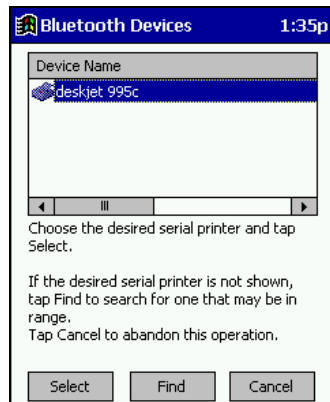 Bluetooth Devices 1:35p
Device Name
deskjet 995c
Choose the desired serial printer and tap
Select.
If the desired serial printer is not shown,
tap Find to search for one that may be in
range.
Tap Cancel to abandon this operation.
Select Find Cancel